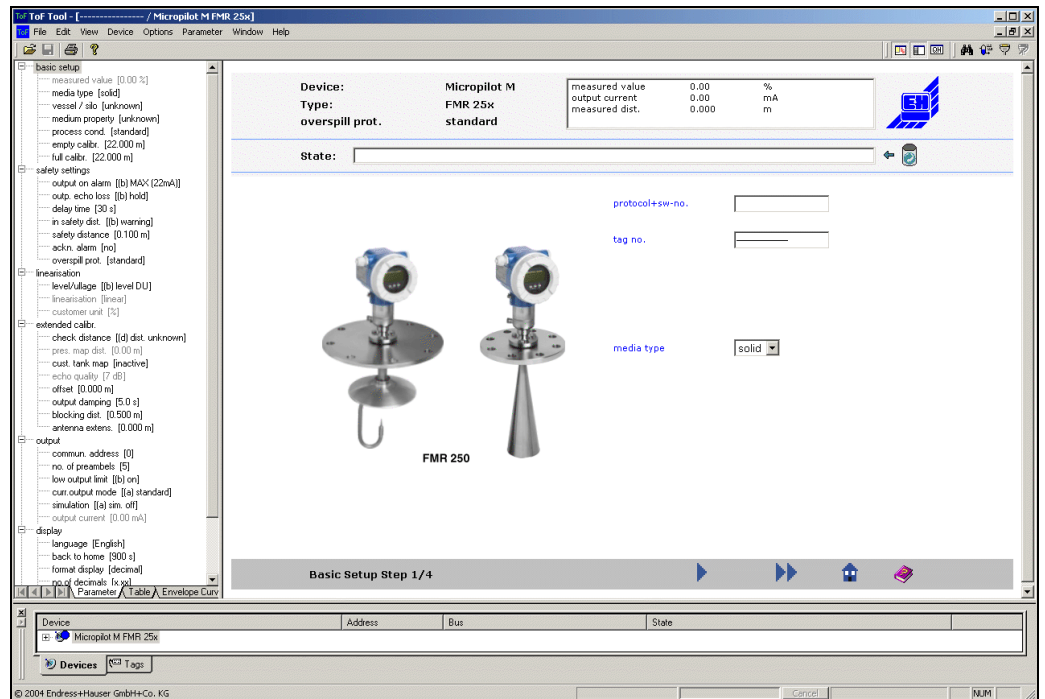 ToF Tool - [---------------- / Micropilot M FMR 25x]
File Edit View Device Options Parameter Window Help
basic setup
measured value [0.00 %]
media type [solid]
vessel / silo [unknown]
medium property [unknown]
process cond. [standard]
empty calibr. [22.000 m]
full calibr. [22.000 m]
safety settings
output on alarm [(b) MAX (22mA)]
outp. echo loss [(b) hold]
delay time [30 s]
in safety dist. [(b) warning]
safety distance [0.100 m]
ackn. alarm [no]
overspill prot. [standard]
linearisation
level/ullage [(b) level DU]
linearisation [linear]
customer unit [%]
extended calibr.
check distance [(d) dist. unknown]
pres. map dist. [0.00 m]
cust. tank map [inactive]
echo quality [7 dB]
offset [0.000 m]
output damping [5.0 s]
blocking dist. [0.500 m]
antenna extens. [0.000 m]
output
commun. address [0]
no. of preambels [5]
low output limit [(b) on]
curr.output mode [(a) standard]
simulation [(a) sim. off]
output current [0.00 mA]
display
language [English]
back to home [900 s]
format display [decimal]
no.of decimals [x.xx]
Parameter Table Envelope Curv
Device: Micropilot M
Type: FMR 25x
overspill prot. standard
measured value 0.00 %
output current 0.00 mA
measured dist. 0.000 m
EH
State:
protocol+sw-no.
tag no. ----------------
media type solid
FMR 250
Basic Setup Step 1/4
Device Address Bus State
Micropilot M FMR 25x
Devices Tags
© 2004 Endress+Hauser GmbH+Co. KG Cancel NUM